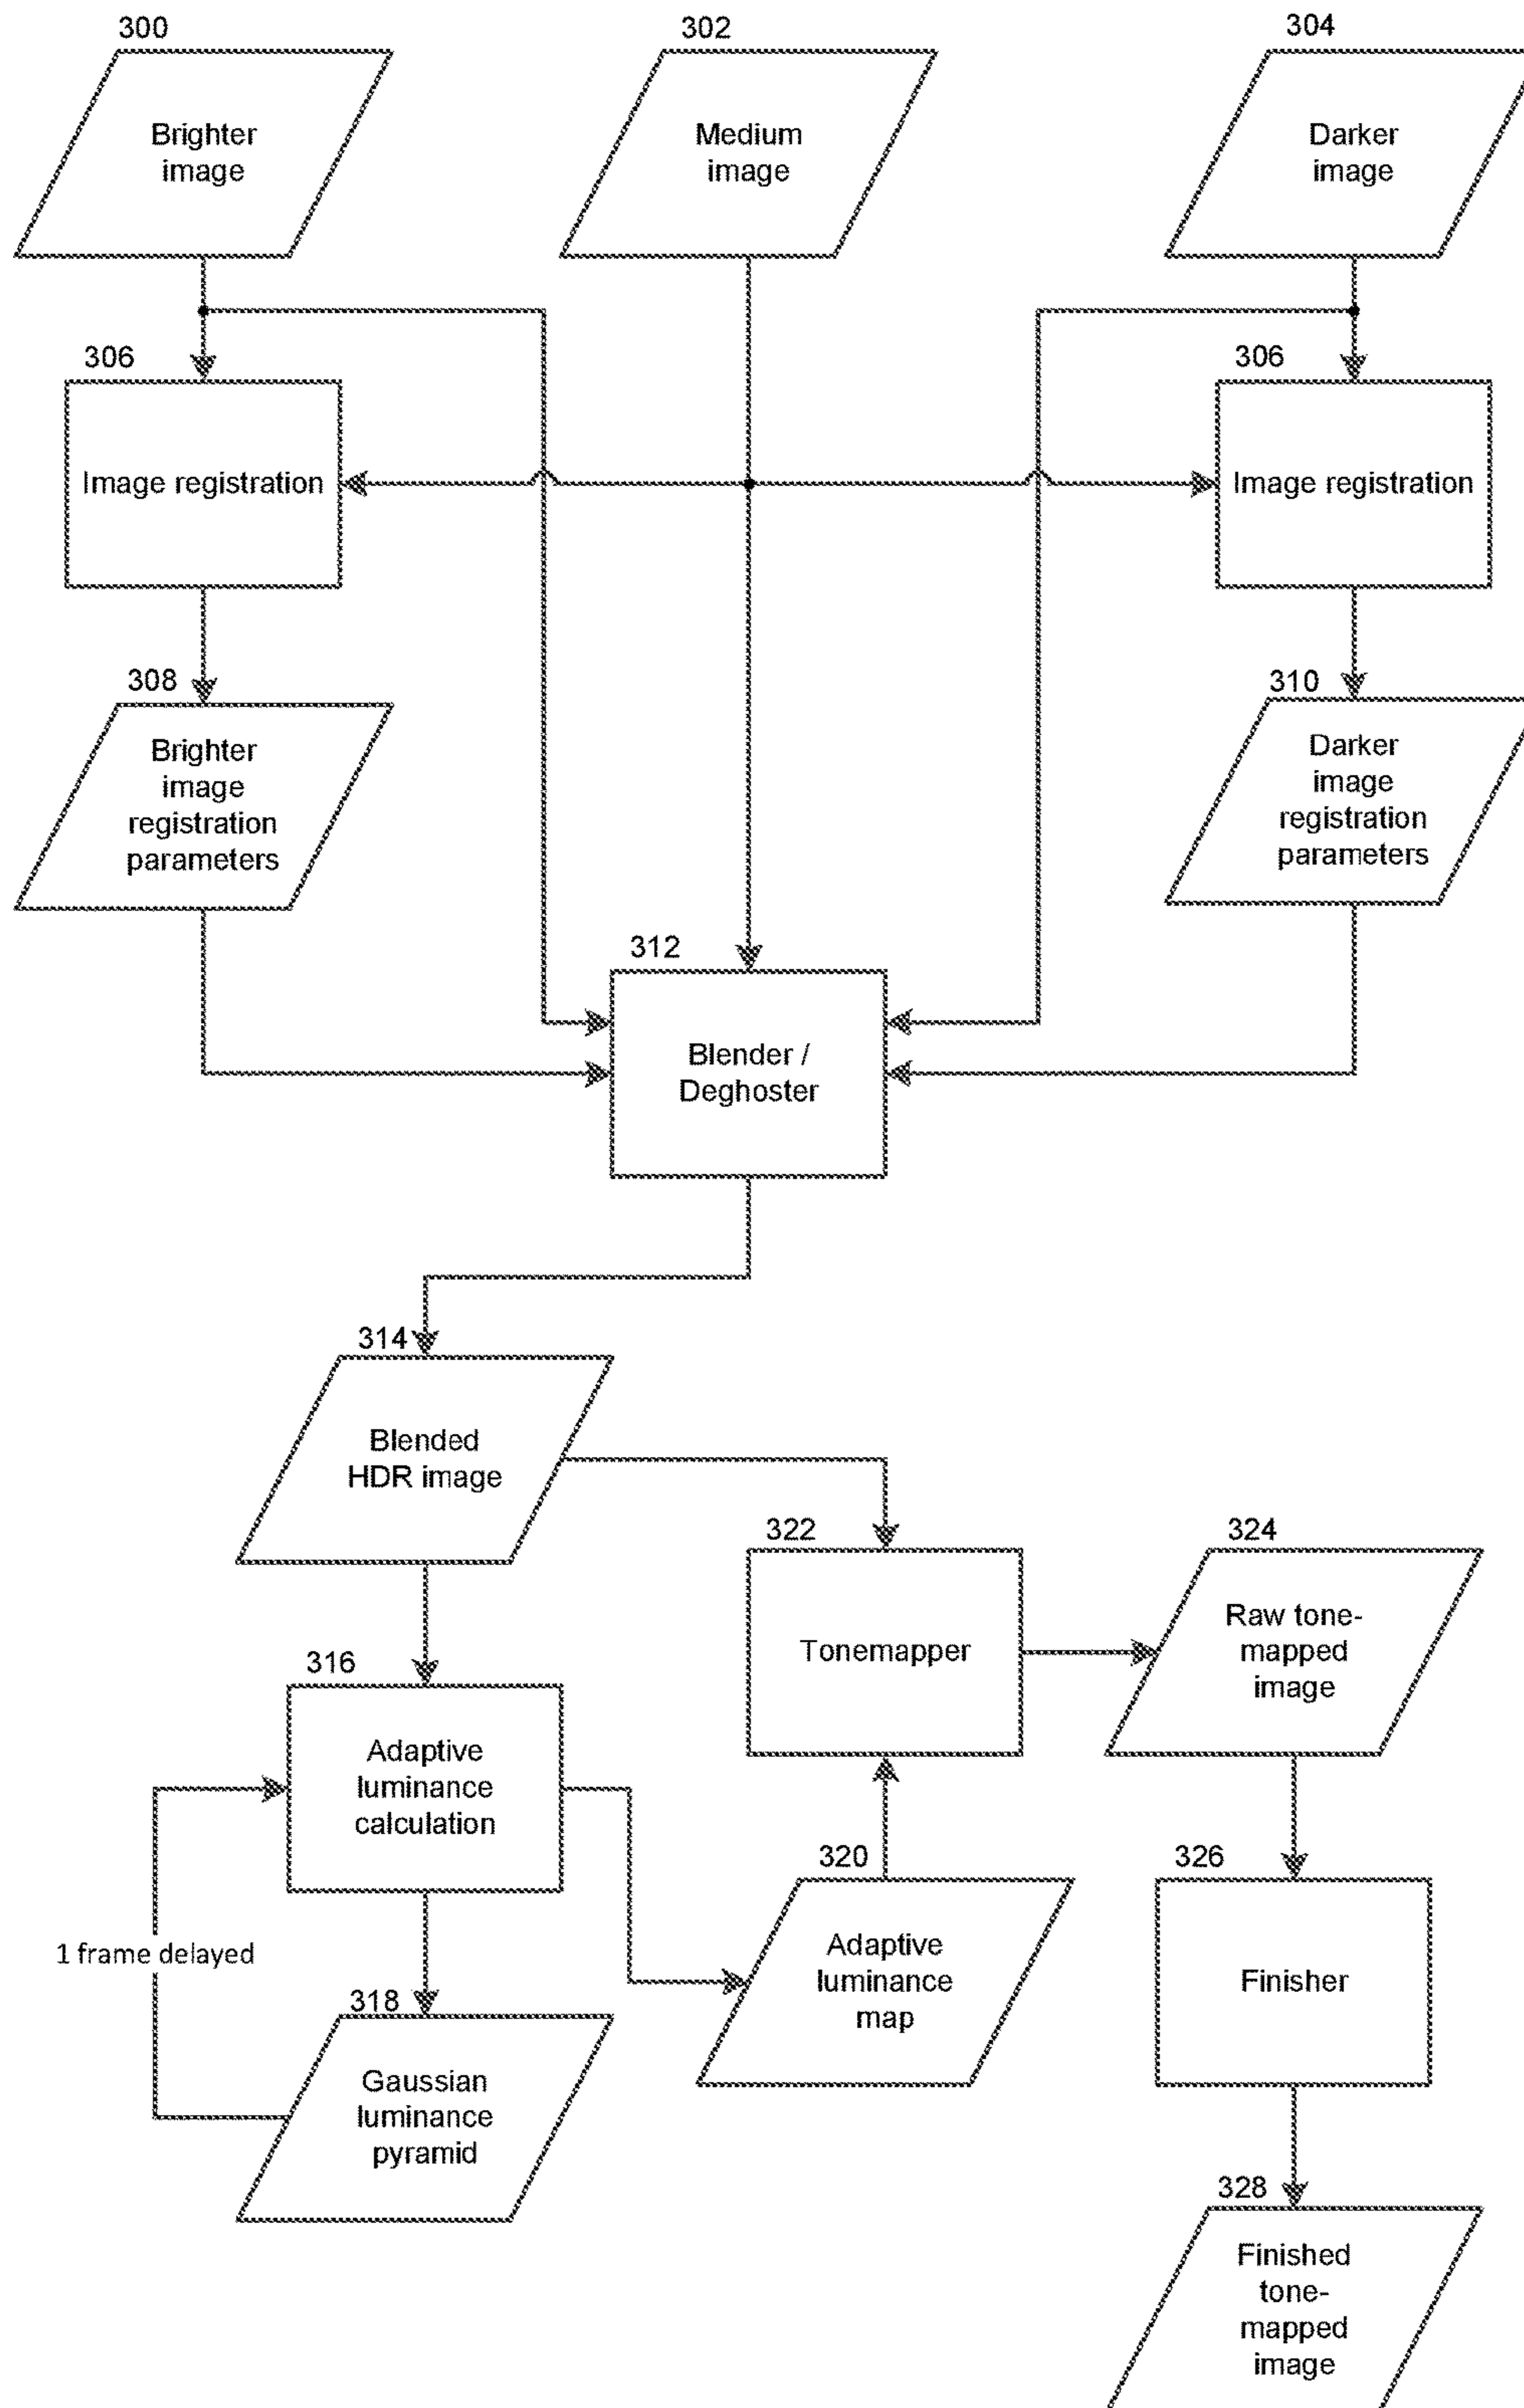 300
302
304
Brighter
image
Medium
image
Darker
image
306
306
Image registration
Image registration
308
310
Brighter
image
registration
parameters
Darker
image
registration
parameters
312
Blender /
Deghoster
314
Blended
HDR image
322
324
Tonemapper
Raw tone-
mapped
image
316
Adaptive
luminance
calculation
320
326
1 frame delayed
Adaptive
luminance
map
Finisher
318
Gaussian
luminance
pyramid
328
Finished
tone-
mapped
image